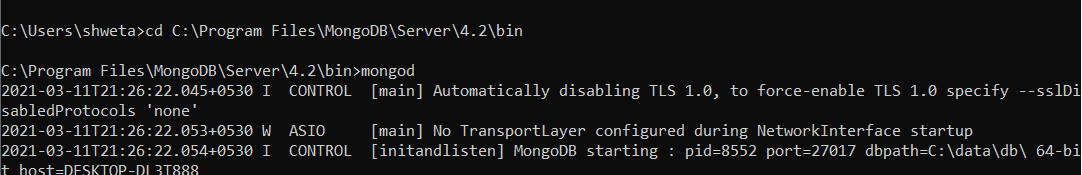 C:\Users\shweta>cd C:\Program Files\MongoDB\Server\4.2\bin
C:\Program Files\MongoDB\Server\4.2\bin>mongod
2021-03-11T21:26:22.045+0530 I  CONTROL  [main] Automatically disabling TLS 1.0, to force-enable TLS 1.0 specify --sslDi
sabledProtocols 'none'
2021-03-11T21:26:22.053+0530 W  ASIO     [main] No TransportLayer configured during NetworkInterface startup
2021-03-11T21:26:22.054+0530 I  CONTROL  [initandlisten] MongoDB starting : pid=8552 port=27017 dbpath=C:\data\db\ 64-bi
t host=DESKTOP-DL3T888